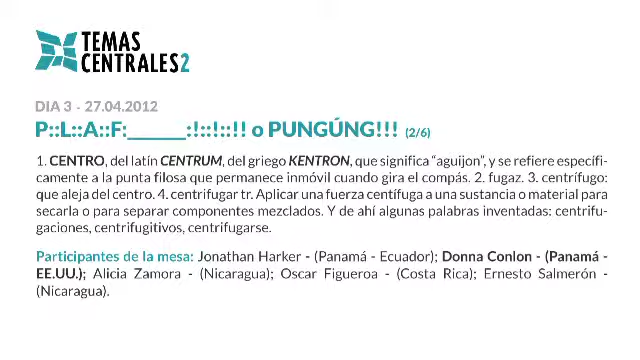 TEMAS
CENTRALES2
DIA 3 - 27.04.2012
P::L::A::F:______:!::!::!! o PUNGÚNG!!! (2/6)
1. CENTRO, del latín CENTRUM, del griego KENTRON, que significa “aguijon”, y se refiere específi-
camente a la punta filosa que permanece inmóvil cuando gira el compás. 2. fugaz. 3. centrífugo:
que aleja del centro. 4. centrifugar tr. Aplicar una fuerza centífuga a una sustancia o material para
secarla o para separar componentes mezclados. Y de ahí algunas palabras inventadas: centrifu-
gaciones, centrifugitivos, centrifugarse.
Participantes de la mesa: Jonathan Harker - (Panamá - Ecuador); Donna Conlon - (Panamá -
EE.UU.); Alicia Zamora - (Nicaragua); Oscar Figueroa - (Costa Rica); Ernesto Salmerón -
(Nicaragua).